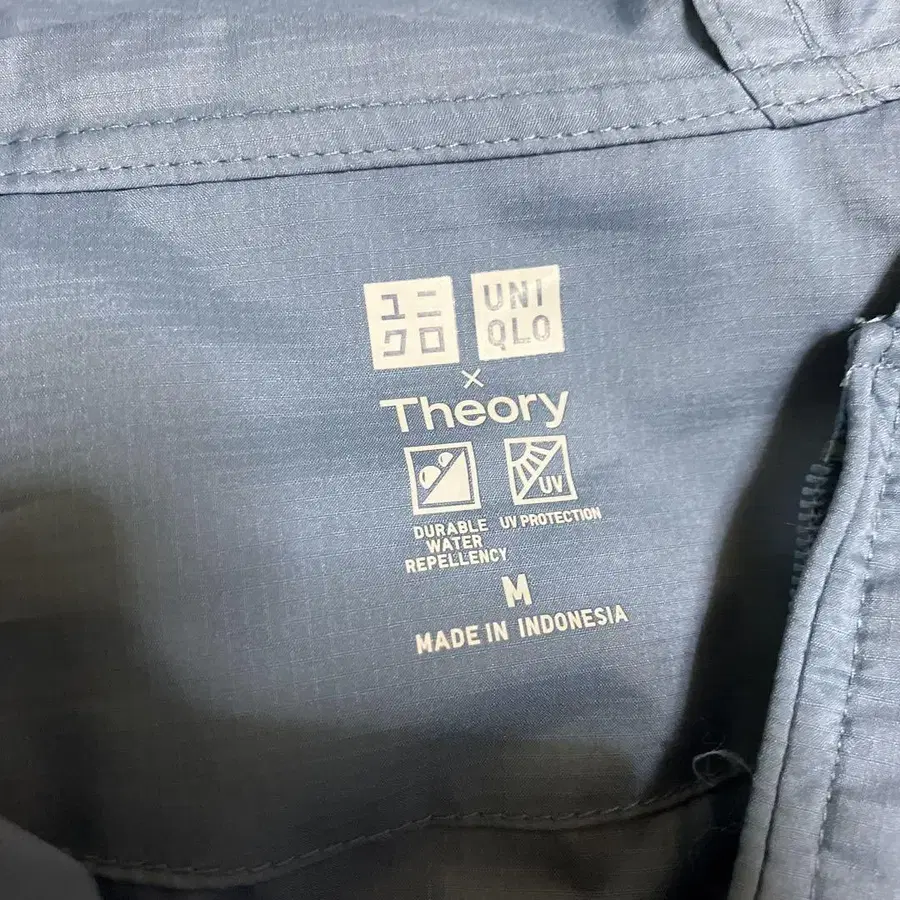 ユニ
クロ
UNI
QLO
×
Theory
UV
DURABLE
WATER
REPELLENCY
UV PROTECTION
M
MADE IN INDONESIA